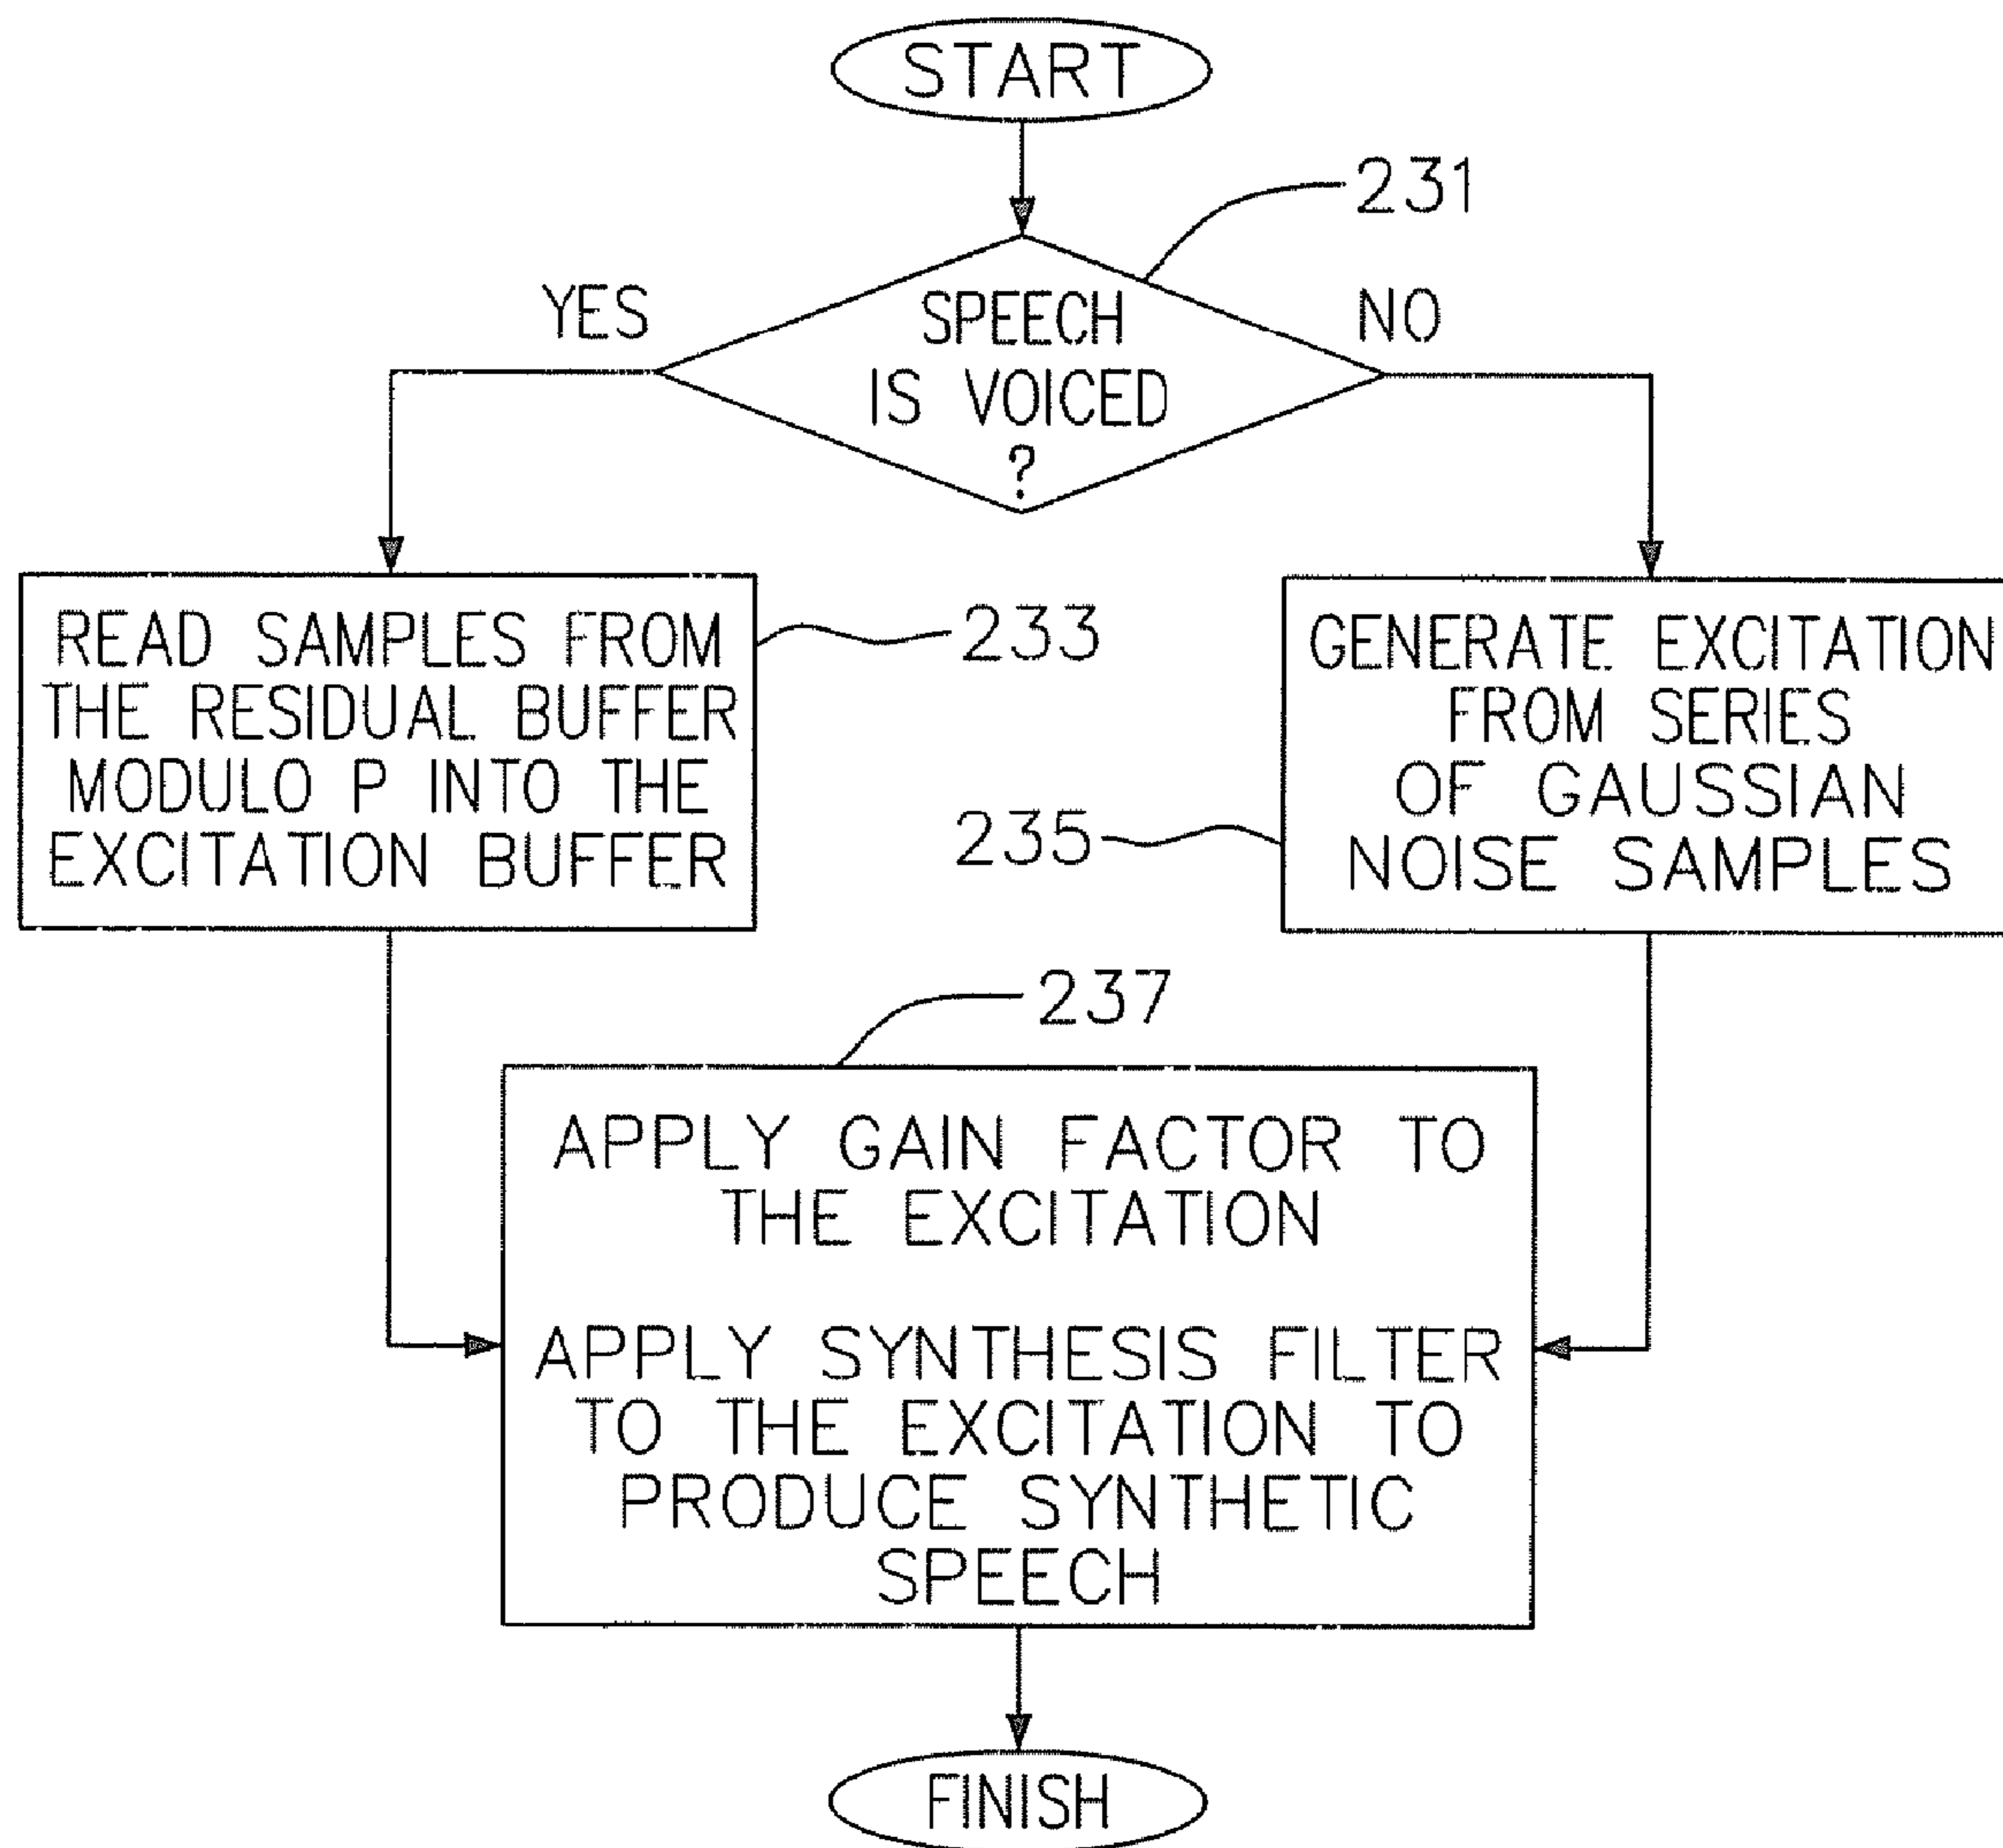 START
231
YES
NO
SPEECH
IS VOICED
?
READ SAMPLES FROM
THE RESIDUAL BUFFER
MODULO P INTO THE
EXCITATION BUFFER
233
GENERATE EXCITATION
FROM SERIES
OF GAUSSIAN
NOISE SAMPLES
235
237
APPLY GAIN FACTOR TO
THE EXCITATION
APPLY SYNTHESIS FILTER
TO THE EXCITATION TO
PRODUCE SYNTHETIC
SPEECH
FINISH